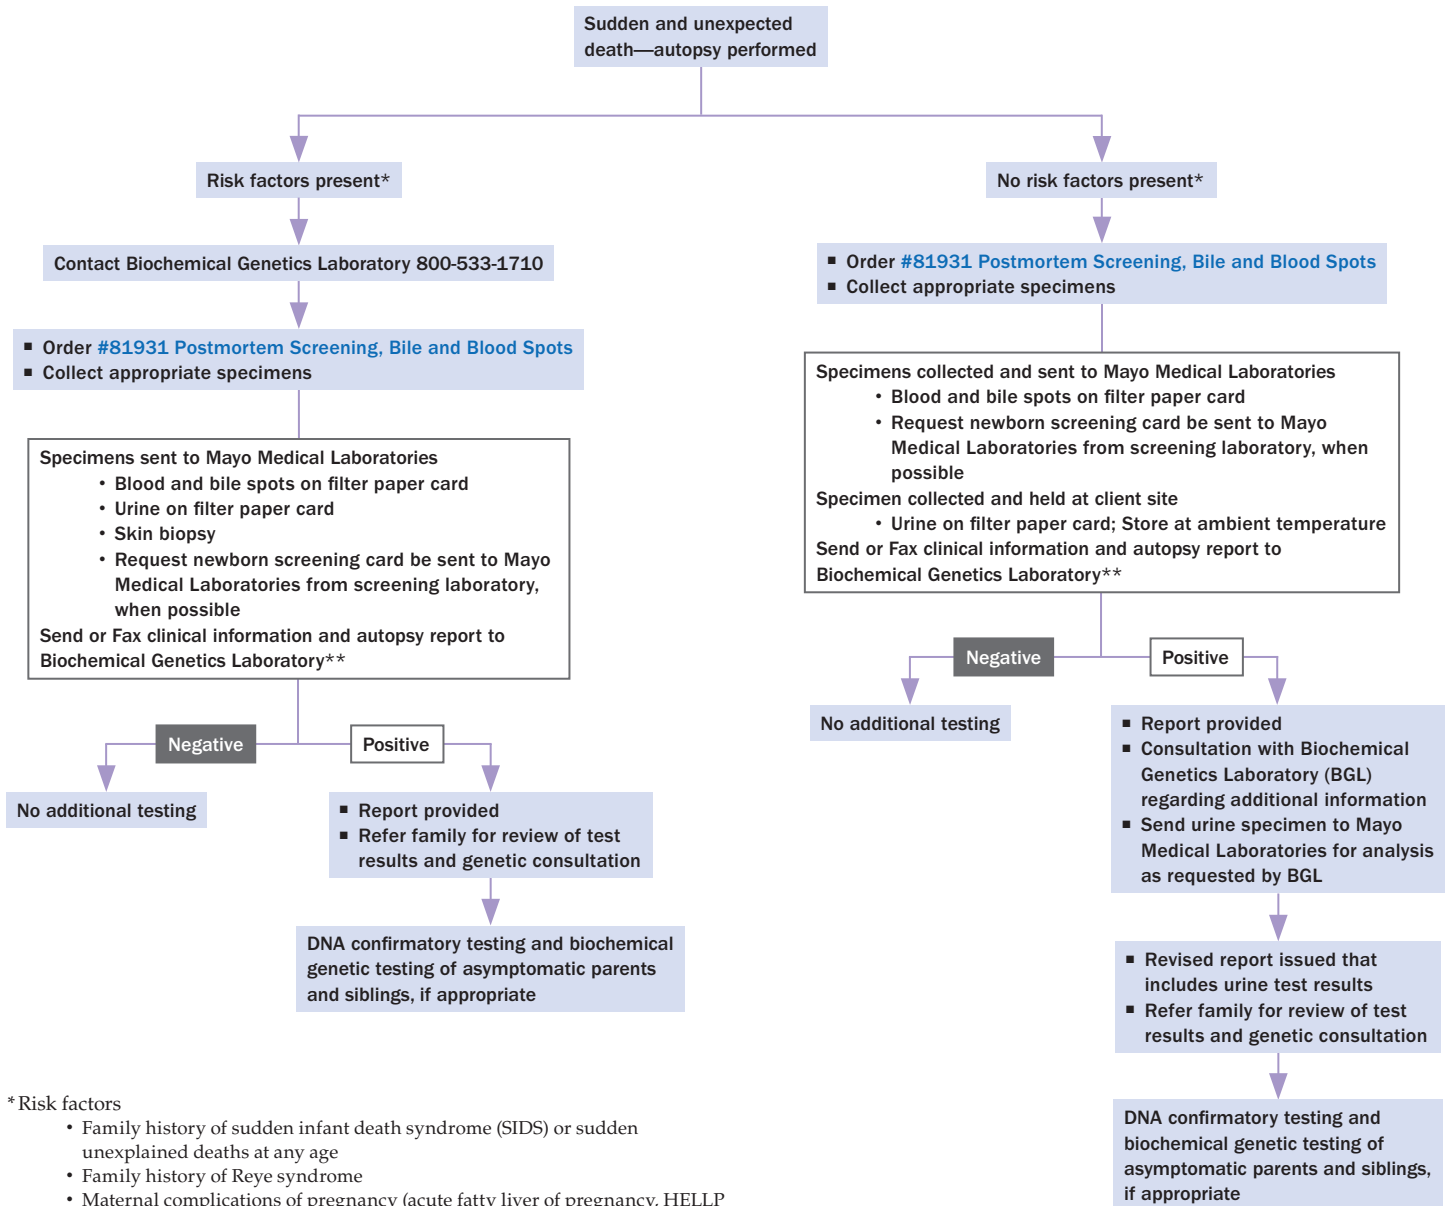 Sudden and unexpected
death—autopsy performed
Risk factors present*
Contact Biochemical Genetics Laboratory 800-533-1710
▪ Order #81931 Postmortem Screening, Bile and Blood Spots
▪ Collect appropriate specimens
Specimens sent to Mayo Medical Laboratories
• Blood and bile spots on filter paper card
• Urine on filter paper card
• Skin biopsy
• Request newborn screening card be sent to Mayo
Medical Laboratories from screening laboratory,
when possible
Send or Fax clinical information and autopsy report to
Biochemical Genetics Laboratory**
Negative
Positive
No additional testing
▪ Report provided
▪ Refer family for review of test
results and genetic consultation
DNA confirmatory testing and biochemical
genetic testing of asymptomatic parents
and siblings, if appropriate
No risk factors present*
▪ Order #81931 Postmortem Screening, Bile and Blood Spots
▪ Collect appropriate specimens
Specimens collected and sent to Mayo Medical Laboratories
• Blood and bile spots on filter paper card
• Request newborn screening card be sent to Mayo
Medical Laboratories from screening laboratory, when
possible
Specimen collected and held at client site
• Urine on filter paper card; Store at ambient temperature
Send or Fax clinical information and autopsy report to
Biochemical Genetics Laboratory**
Negative
Positive
No additional testing
▪ Report provided
▪ Consultation with Biochemical
Genetics Laboratory (BGL)
regarding additional information
▪ Send urine specimen to Mayo
Medical Laboratories for analysis
as requested by BGL
▪ Revised report issued that
includes urine test results
▪ Refer family for review of test
results and genetic consultation
DNA confirmatory testing and
biochemical genetic testing of
asymptomatic parents and siblings,
if appropriate
*Risk factors
• Family history of sudden infant death syndrome (SIDS) or sudden
unexplained deaths at any age
• Family history of Reye syndrome
• Maternal complications of pregnancy (acute fatty liver of pregnancy, HELLP